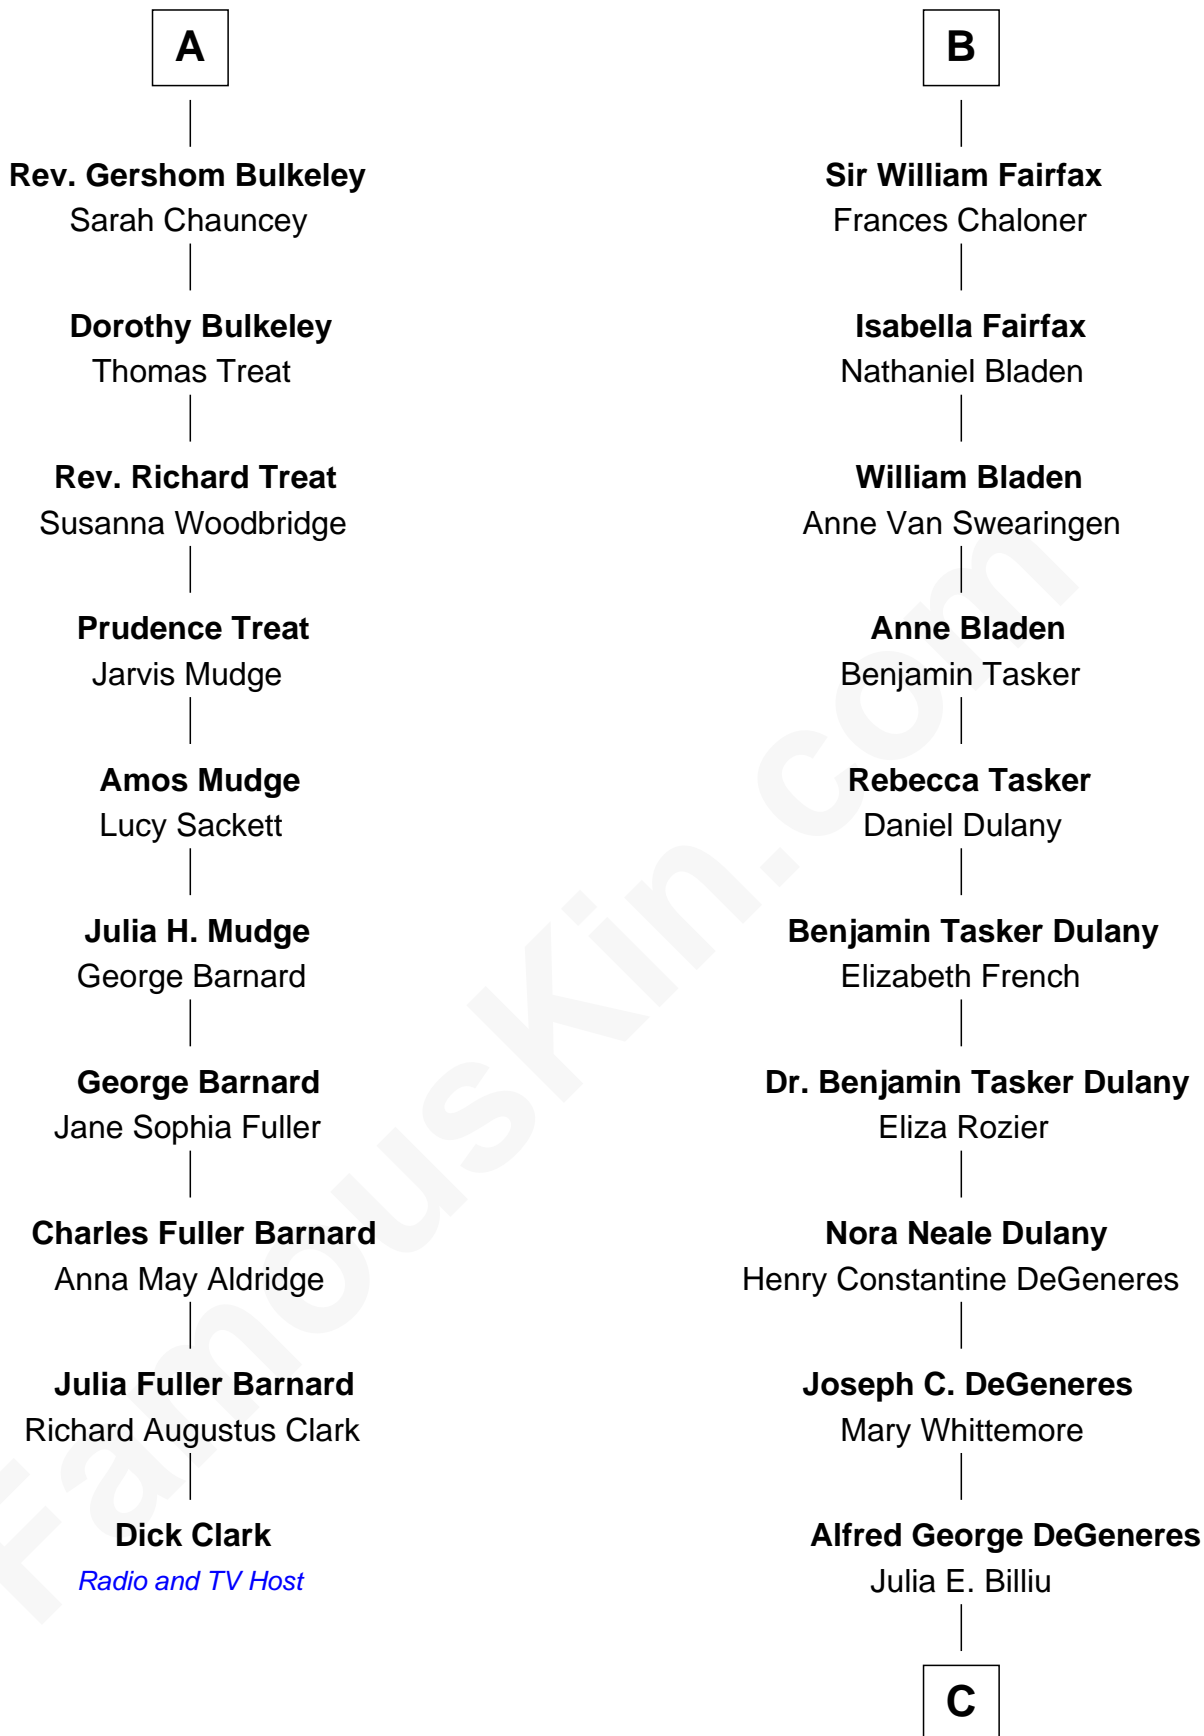 A
Rev. Gershom Bulkeley
Sarah Chauncey
Dorothy Bulkeley
Thomas Treat
Rev. Richard Treat
Susanna Woodbridge
Prudence Treat
Jarvis Mudge
Amos Mudge
Lucy Sackett
Julia H. Mudge
George Barnard
George Barnard
Jane Sophia Fuller
Charles Fuller Barnard
Anna May Aldridge
Julia Fuller Barnard
Richard Augustus Clark
Dick Clark
Radio and TV Host
B
Sir William Fairfax
Frances Chaloner
Isabella Fairfax
Nathaniel Bladen
William Bladen
Anne Van Swearingen
Anne Bladen
Benjamin Tasker
Rebecca Tasker
Daniel Dulany
Benjamin Tasker Dulany
Elizabeth French
Dr. Benjamin Tasker Dulany
Eliza Rozier
Nora Neale Dulany
Henry Constantine DeGeneres
Joseph C. DeGeneres
Mary Whittemore
Alfred George DeGeneres
Julia E. Billiu
C
FamousKin.com